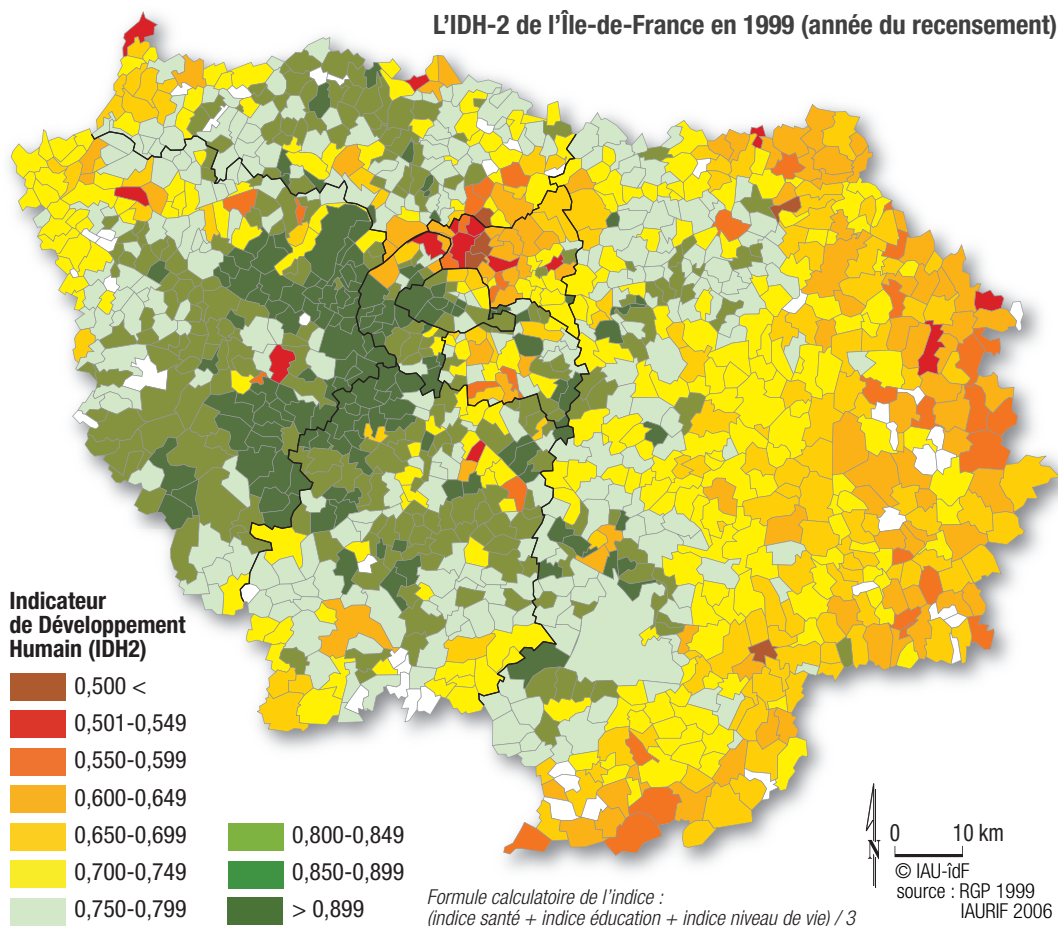 L'IDH-2 de l'Île-de-France en 1999 (année du recensement)
Indicateur
de Développement
Humain (IDH2)
0,500 <
0,501-0,549
0,550-0,599
0,600-0,649
0,650-0,699
0,700-0,749
0,750-0,799
0,800-0,849
0,850-0,899
> 0,899
Formule calculatoire de l'indice :
(indice santé + indice éducation + indice niveau de vie) / 3
N
0 10 km
© IAU-îdF
source : RGP 1999
IAURIF 2006